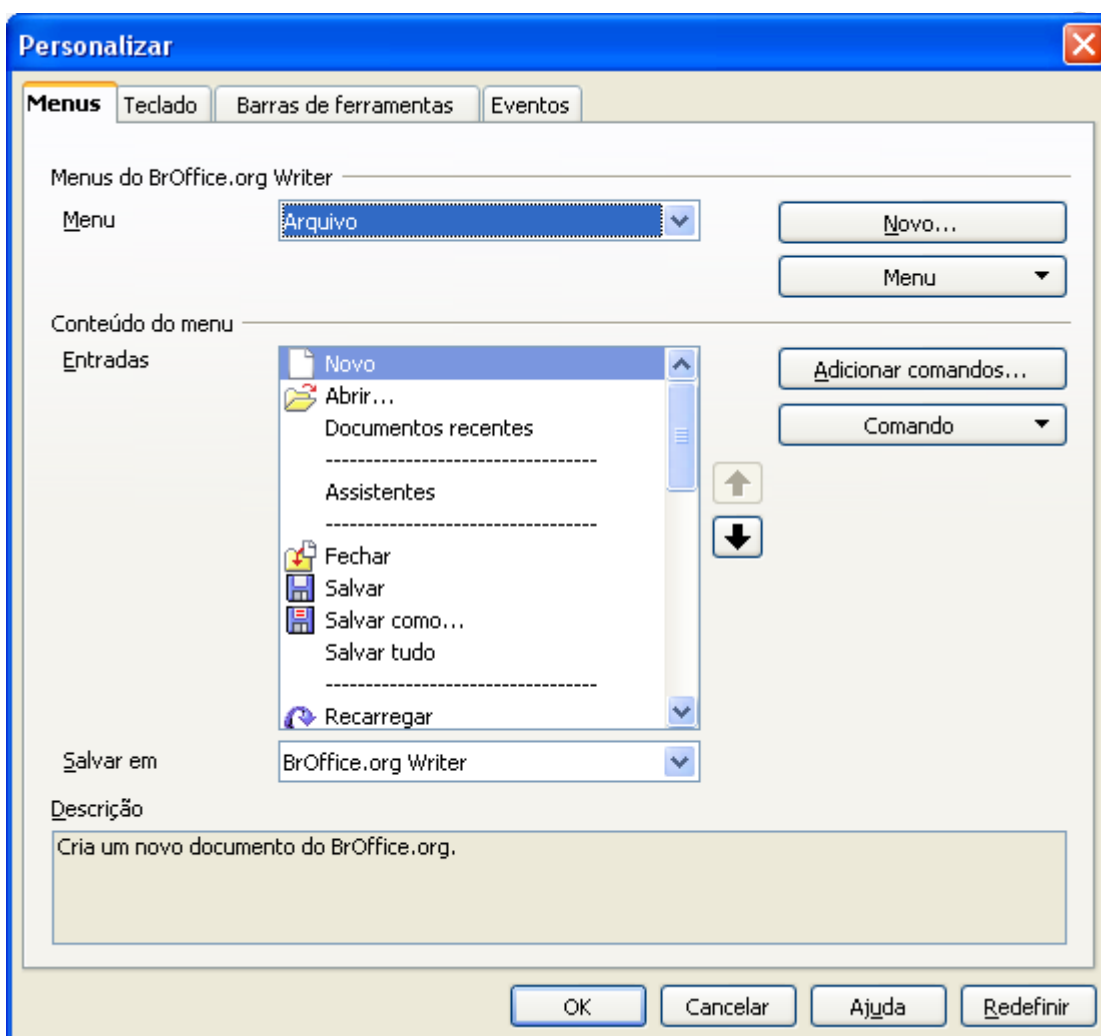 Personalizar
Menus Teclado Barras de ferramentas Eventos
Menus do BrOffice.org Writer
Menu Arquivo Novo...
Menu
Conteúdo do menu
Entradas Novo Adicionar comandos...
Abrir...
Documentos recentes Comando
---------------------------------
Assistentes
---------------------------------
Fechar
Salvar
Salvar como...
Salvar tudo
---------------------------------
Recarregar
Salvar em BrOffice.org Writer
Descrição
Cria um novo documento do BrOffice.org.
OK Cancelar Ajuda Redefinir